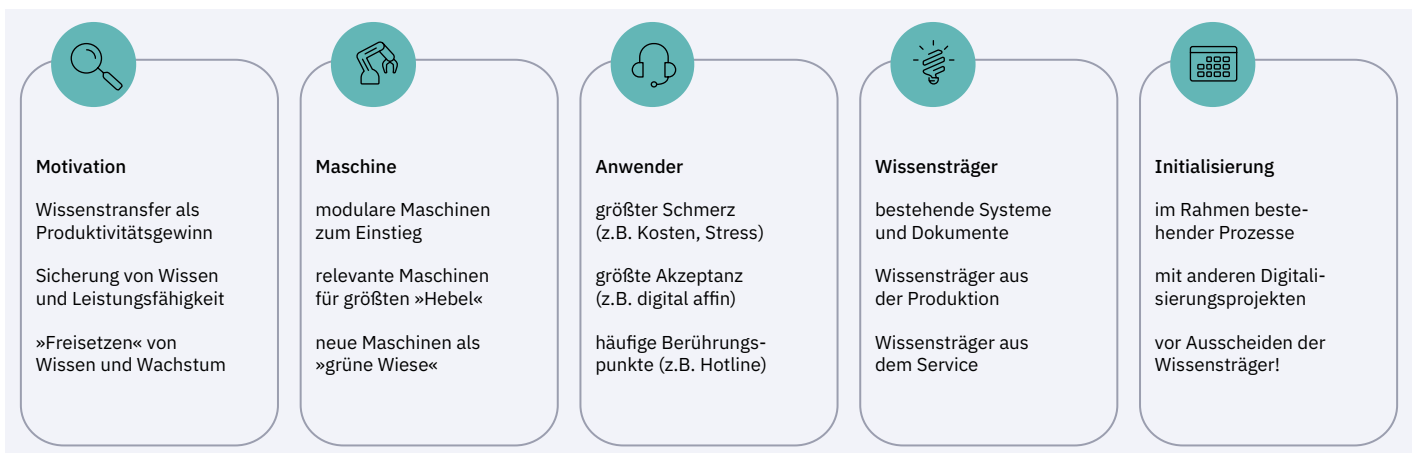 Motivation
Wissenstransfer als
Produktivitätsgewinn
Sicherung von Wissen
und Leistungsfähigkeit
»Freisetzen« von
Wissen und Wachstum
Maschine
modulare Maschinen
zum Einstieg
relevante Maschinen
für größten »Hebel«
neue Maschinen als
»grüne Wiese«
Anwender
größter Schmerz
(z.B. Kosten, Stress)
größte Akzeptanz
(z.B. digital affin)
häufige Berührungs-
punkte (z.B. Hotline)
Wissensträger
bestehende Systeme
und Dokumente
Wissensträger aus
der Produktion
Wissensträger aus
dem Service
Initialisierung
im Rahmen beste-
hender Prozesse
mit anderen Digitali-
sierungsprojekten
vor Ausscheiden der
Wissensträger!